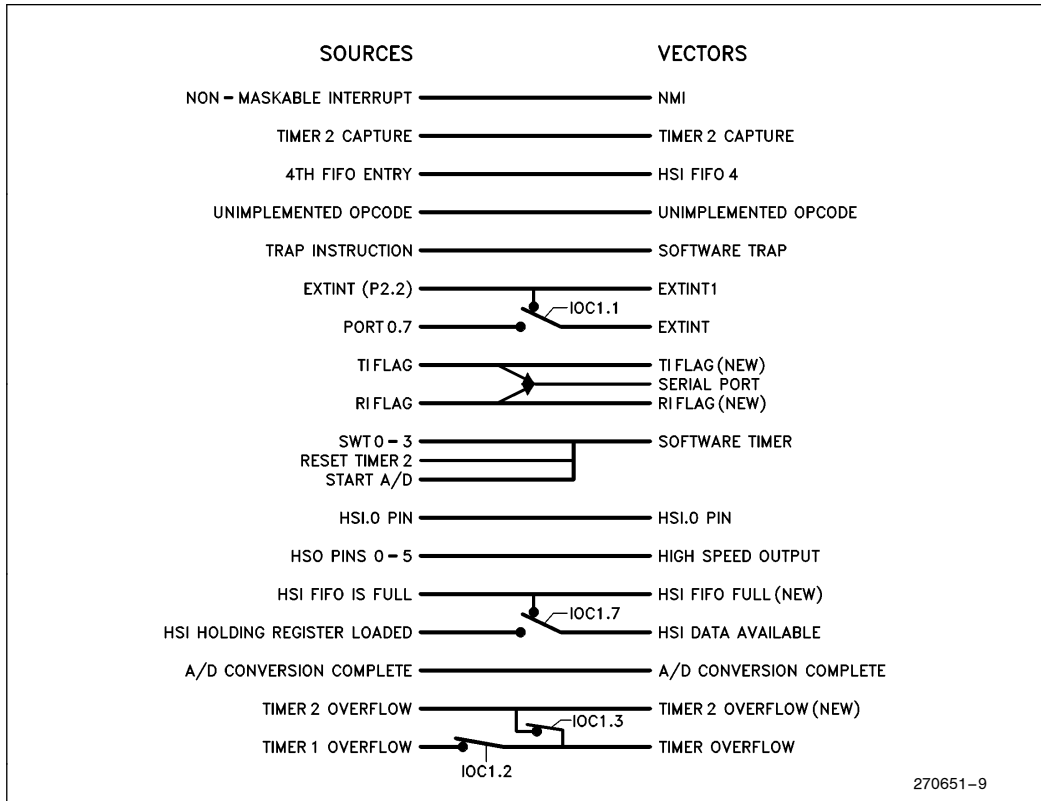 SOURCES VECTORS
NON – MASKABLE INTERRUPT NMI
TIMER 2 CAPTURE TIMER 2 CAPTURE
4TH FIFO ENTRY HSI FIFO 4
UNIMPLEMENTED OPCODE UNIMPLEMENTED OPCODE
TRAP INSTRUCTION SOFTWARE TRAP
EXTINT (P2.2) EXTINT1
IOC1.1
PORT 0.7 EXTINT
TI FLAG TI FLAG (NEW)
SERIAL PORT
RI FLAG RI FLAG (NEW)
SWT 0 – 3 SOFTWARE TIMER
RESET TIMER 2
START A/D
HSI.0 PIN HSI.0 PIN
HSO PINS 0 – 5 HIGH SPEED OUTPUT
HSI FIFO IS FULL HSI FIFO FULL (NEW)
IOC1.7
HSI HOLDING REGISTER LOADED HSI DATA AVAILABLE
A/D CONVERSION COMPLETE A/D CONVERSION COMPLETE
TIMER 2 OVERFLOW TIMER 2 OVERFLOW (NEW)
IOC1.3
TIMER 1 OVERFLOW TIMER OVERFLOW
IOC1.2
270651–9